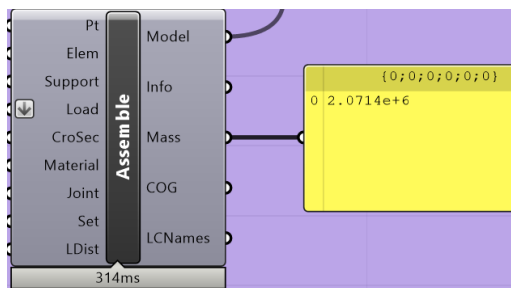 Pt
Elem
Support
Load
CroSec
Material
Joint
Set
LDist
Assemble
Model
Info
Mass
COG
LCNames
314ms
{0;0;0;0;0;0}
0 2.0714e+6